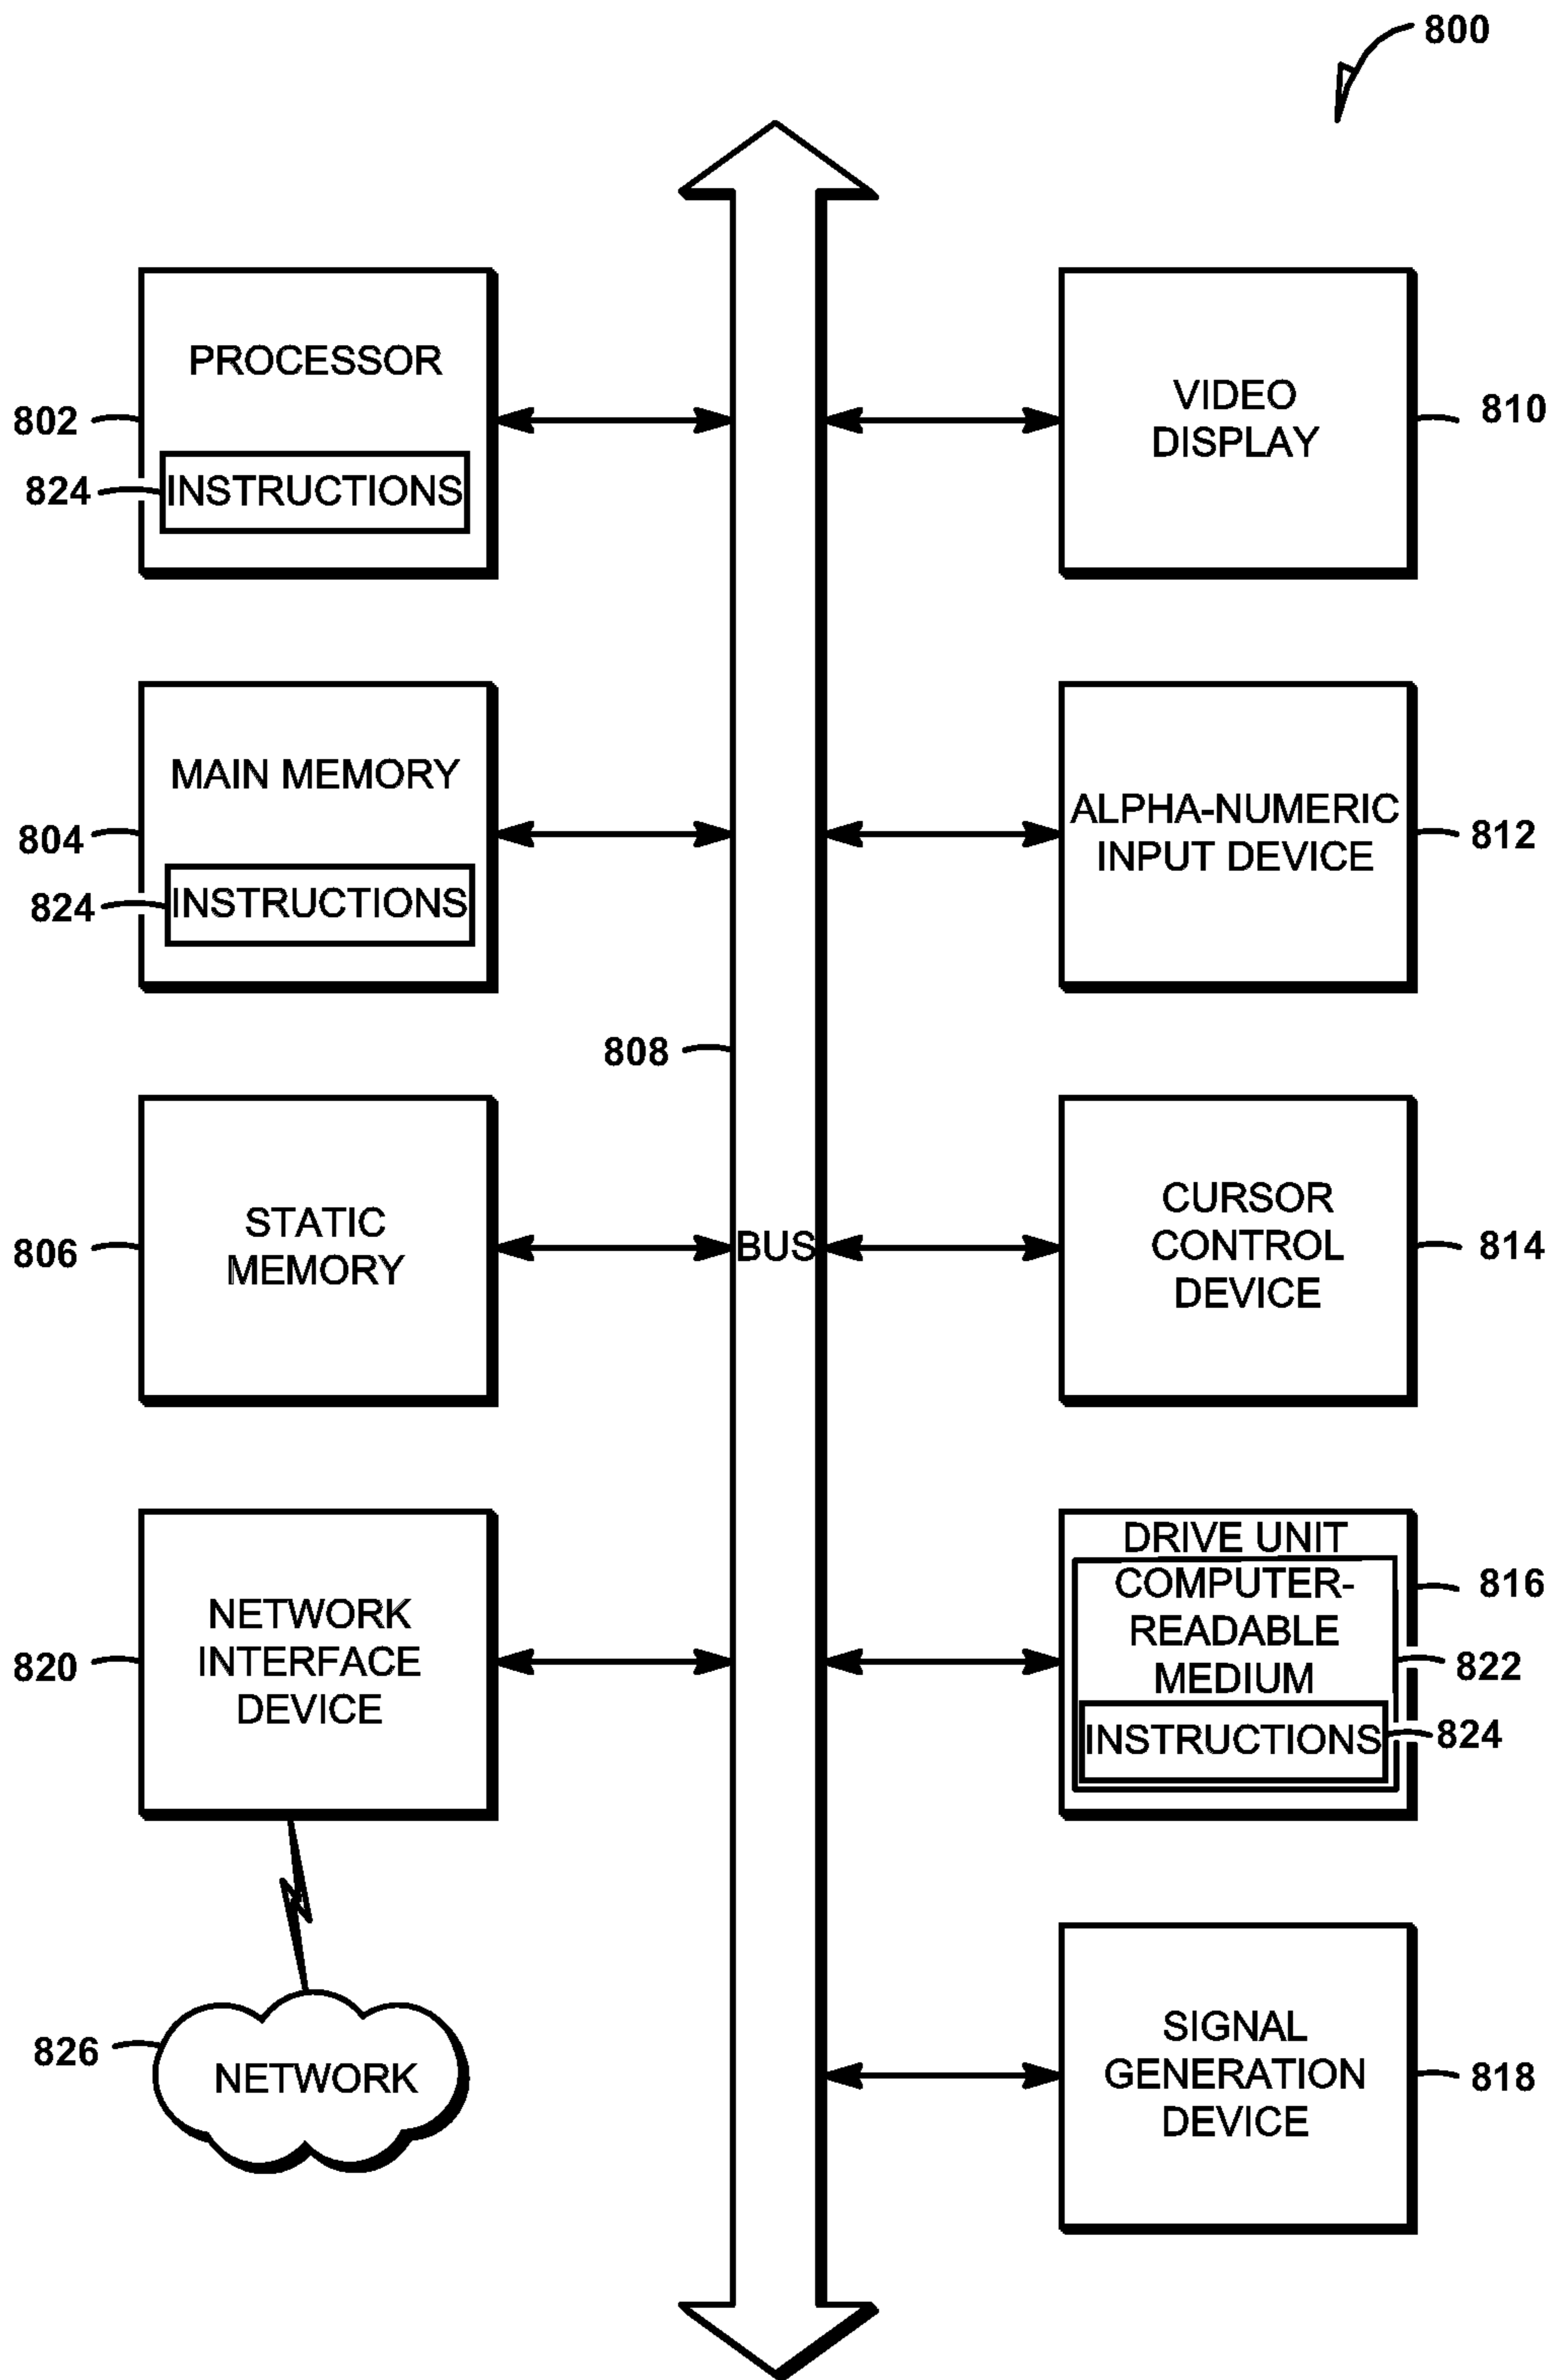 800
PROCESSOR
802
824
INSTRUCTIONS
VIDEO
DISPLAY
810
MAIN MEMORY
804
824
INSTRUCTIONS
ALPHA-NUMERIC
INPUT DEVICE
812
808
STATIC
MEMORY
806
BUS
CURSOR
CONTROL
DEVICE
814
NETWORK
INTERFACE
DEVICE
820
DRIVE UNIT
COMPUTER-
READABLE
MEDIUM
816
822
INSTRUCTIONS
824
826
NETWORK
SIGNAL
GENERATION
DEVICE
818